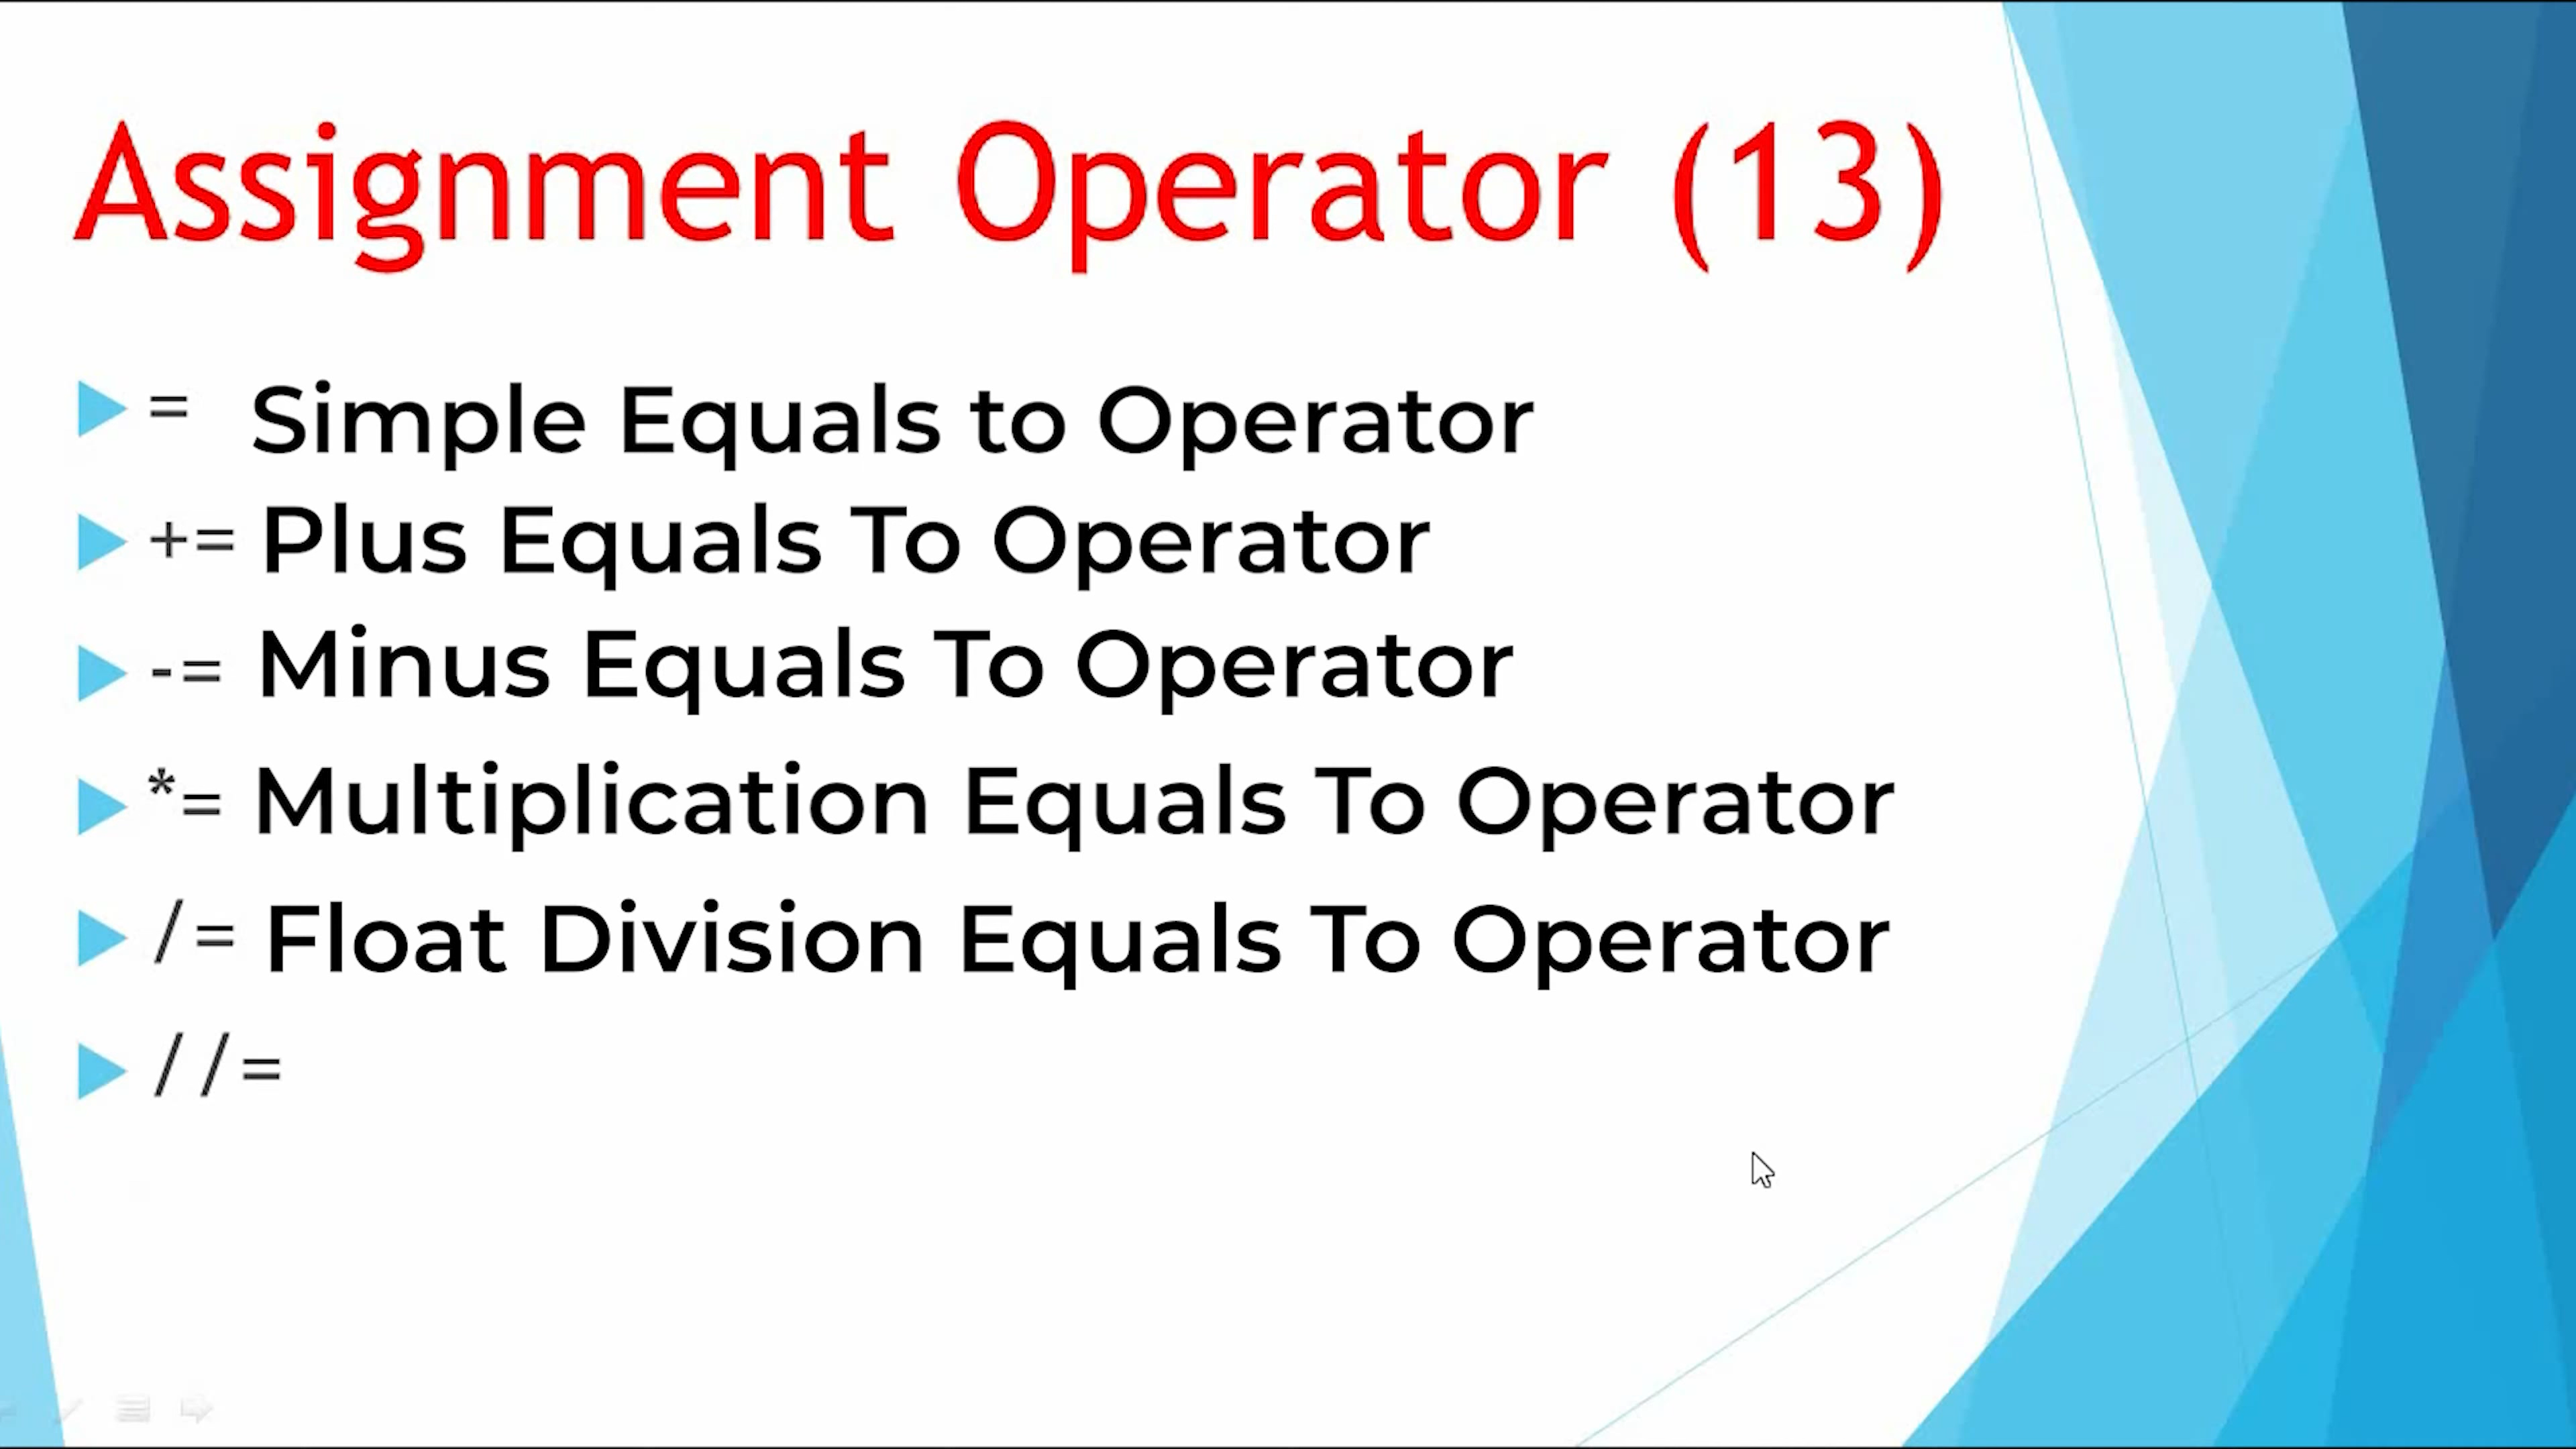 Assignment Operator (13)
= Simple Equals to Operator
+= Plus Equals To Operator
-= Minus Equals To Operator
*= Multiplication Equals To Operator
/= Float Division Equals To Operator
//=